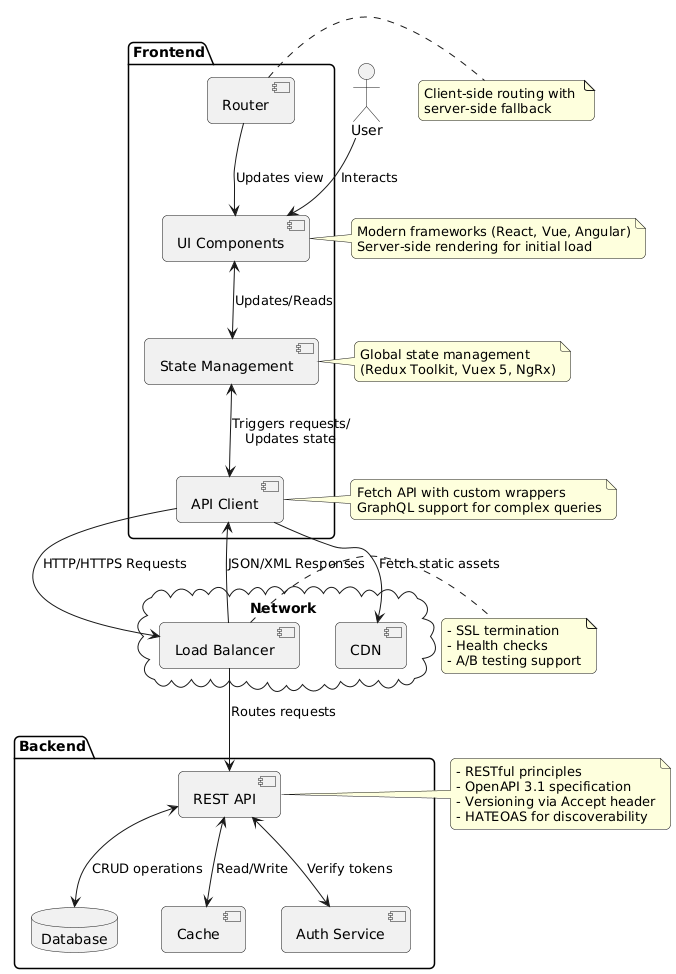 Frontend
Router
User
Client-side routing with
server-side fallback
Updates view
Interacts
UI Components
Modern frameworks (React, Vue, Angular)
Server-side rendering for initial load
Updates/Reads
State Management
Global state management
(Redux Toolkit, Vuex 5, NgRx)
Triggers requests/
Updates state
API Client
Fetch API with custom wrappers
GraphQL support for complex queries
HTTP/HTTPS Requests
JSON/XML Responses
Fetch static assets
Network
Load Balancer
CDN
- SSL termination
- Health checks
- A/B testing support
Routes requests
Backend
REST API
- RESTful principles
- OpenAPI 3.1 specification
- Versioning via Accept header
- HATEOAS for discoverability
CRUD operations
Read/Write
Verify tokens
Database
Cache
Auth Service